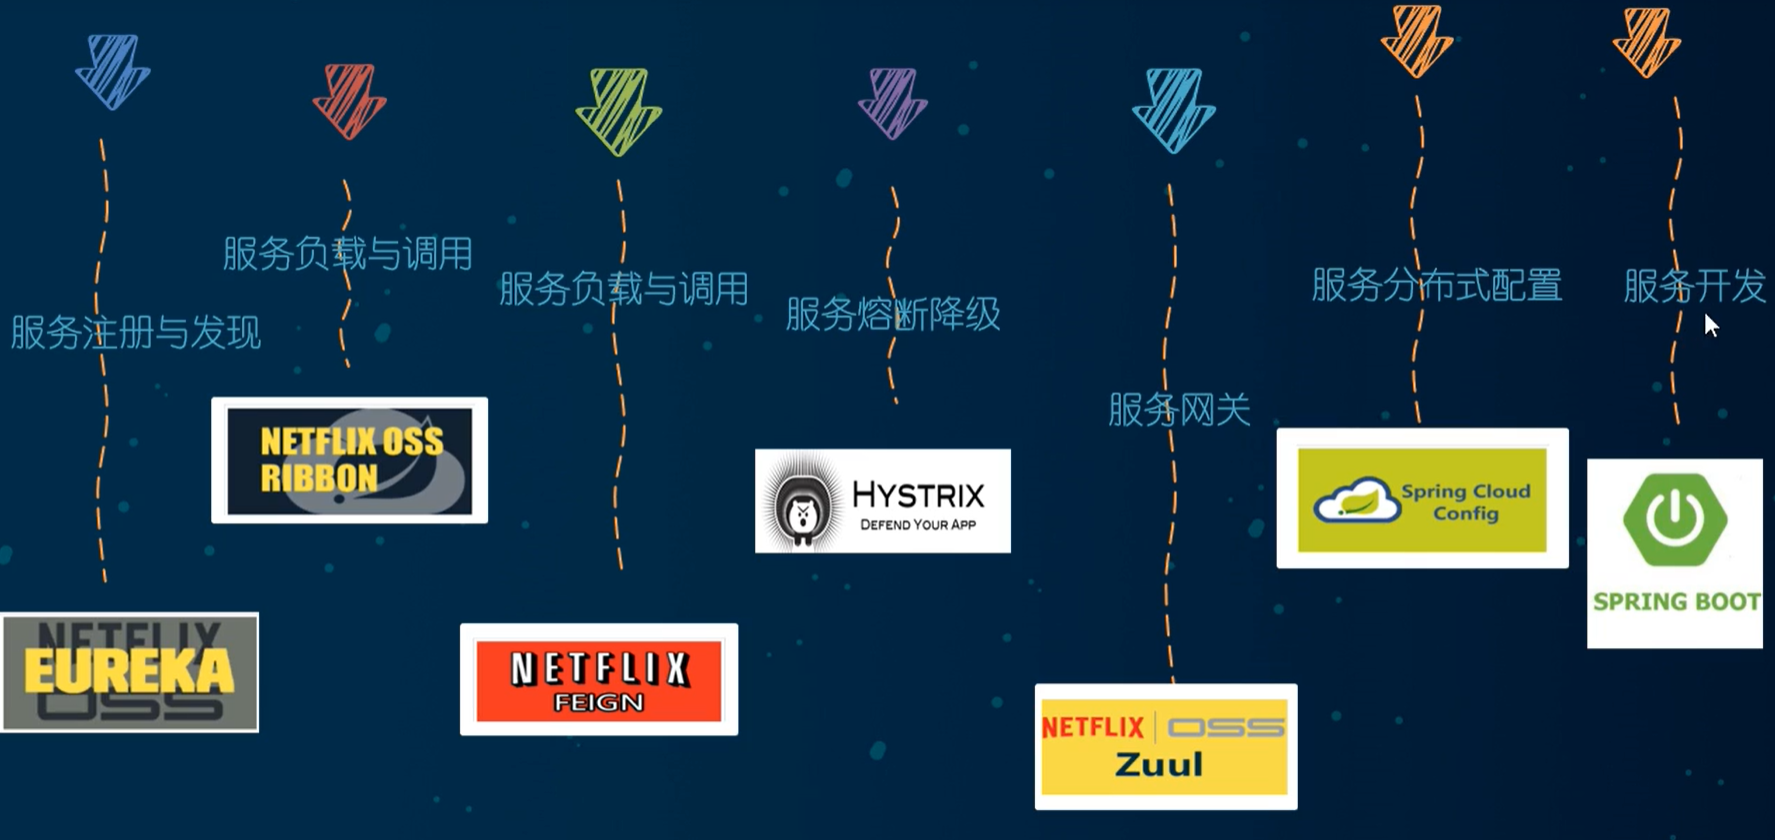 服务注册与发现
NETFLIX
EUREKA
OSS
服务负载与调用
NETFLIX OSS
RIBBON
服务负载与调用
NETFLIX
FEIGN
服务熔断降级
HYSTRIX
DEFEND YOUR APP
服务网关
NETFLIX | OSS
Zuul
服务分布式配置
Spring Cloud
Config
服务开发
SPRING BOOT